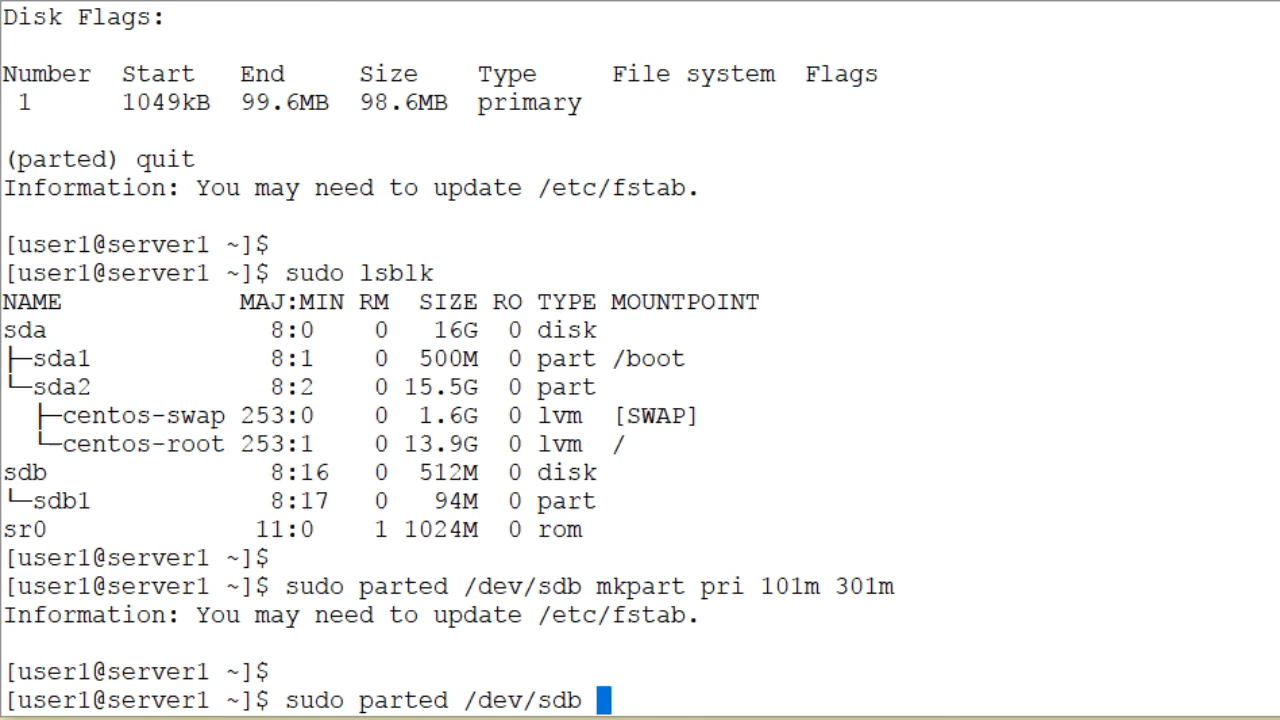 Disk Flags:
Number  Start   End     Size    Type     File system  Flags
 1      1049kB  99.6MB  98.6MB  primary
(parted) quit
Information: You may need to update /etc/fstab.
[user1@server1 ~]$
[user1@server1 ~]$ sudo lsblk
NAME            MAJ:MIN RM  SIZE RO TYPE MOUNTPOINT
sda               8:0    0   16G  0 disk
├─sda1            8:1    0  500M  0 part /boot
└─sda2            8:2    0 15.5G  0 part
  ├─centos-swap 253:0    0  1.6G  0 lvm  [SWAP]
  └─centos-root 253:1    0 13.9G  0 lvm  /
sdb               8:16   0  512M  0 disk
└─sdb1            8:17   0   94M  0 part
sr0              11:0    1 1024M  0 rom
[user1@server1 ~]$
[user1@server1 ~]$ sudo parted /dev/sdb mkpart pri 101m 301m
Information: You may need to update /etc/fstab.
[user1@server1 ~]$
[user1@server1 ~]$ sudo parted /dev/sdb